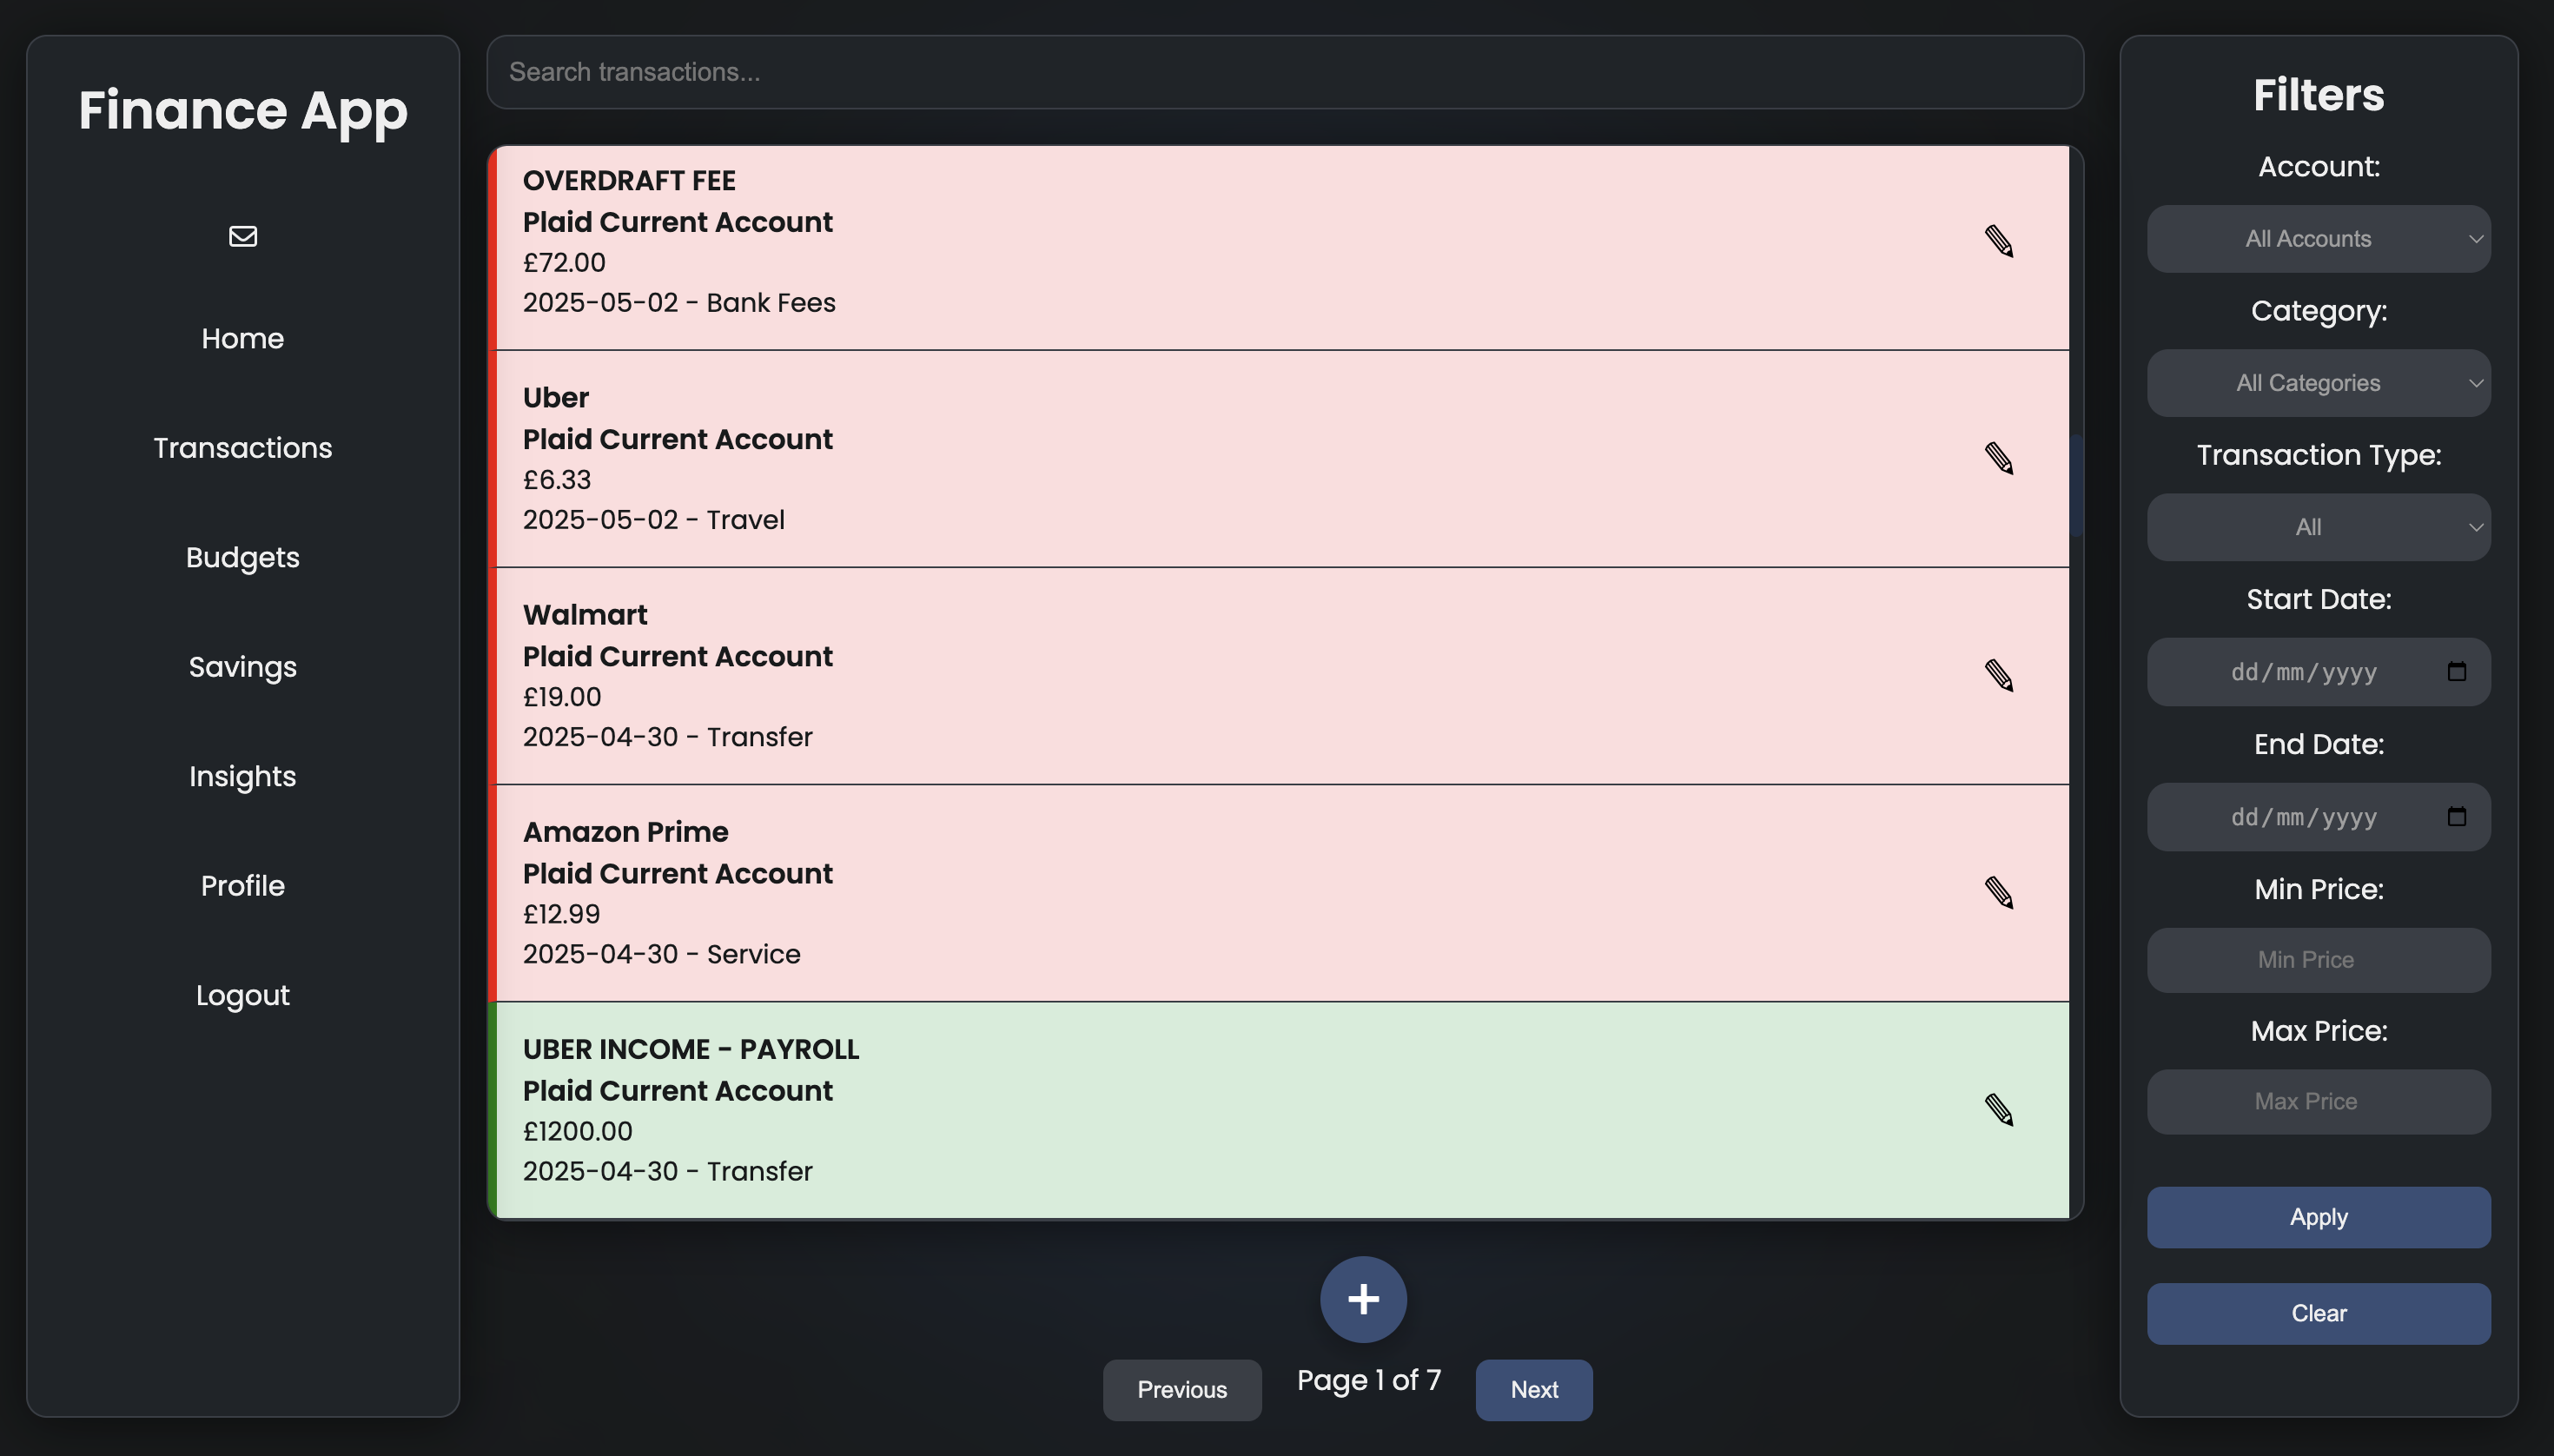 Finance App
Home
Transactions
Budgets
Savings
Insights
Profile
Logout
Search transactions...
OVERDRAFT FEE
Plaid Current Account
£72.00
2025-05-02 - Bank Fees
Uber
Plaid Current Account
£6.33
2025-05-02 - Travel
Walmart
Plaid Current Account
£19.00
2025-04-30 - Transfer
Amazon Prime
Plaid Current Account
£12.99
2025-04-30 - Service
UBER INCOME - PAYROLL
Plaid Current Account
£1200.00
2025-04-30 - Transfer
+
Previous
Page 1 of 7
Next
Filters
Account:
All Accounts
Category:
All Categories
Transaction Type:
All
Start Date:
dd/mm/yyyy
End Date:
dd/mm/yyyy
Min Price:
Min Price
Max Price:
Max Price
Apply
Clear